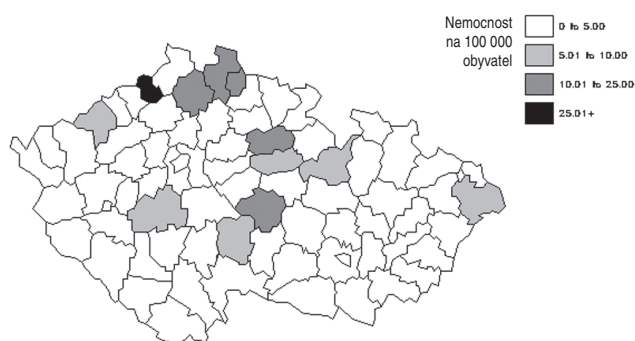 Nemocnost
na 100 000
obyvatel
0 to 5.00
5.01 to 10.00
10.01 to 25.00
25.01+